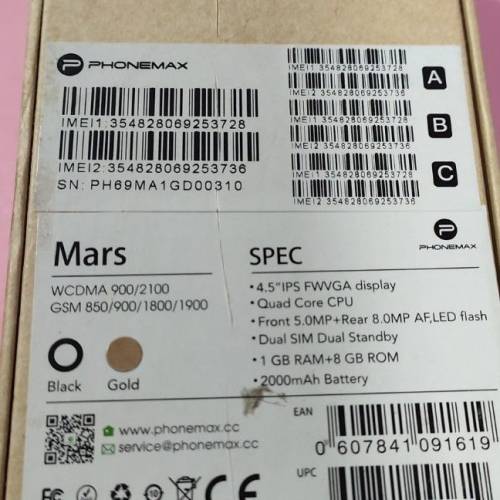 PHONEMAX
IMEI1:354828069253728
IMEI2:354828069253736
SN: PH69MA1GD00310
IMEI1 354828069253728
IMEI2 354828069253736
A
IMEI1 354828069253728
IMEI2 354828069253736
B
IMEI1 354828069253728
IMEI2 354828069253736
C
PHONEMAX
Mars
WCDMA 900/2100
GSM 850/900/1800/1900
Black
Gold
SPEC
•4.5"IPS FWVGA display
•Quad Core CPU
•Front 5.0MP+Rear 8.0MP AF,LED flash
•Dual SIM Dual Standby
•1 GB RAM+8 GB ROM
•2000mAh Battery
www.phonemax.cc
service@phonemax.cc
FC
10
CE
EAN
0 607841 091619
UPC